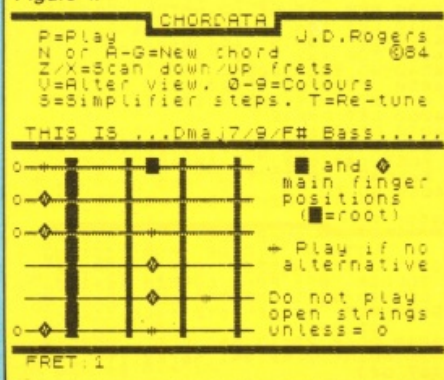 CHORDATA
P=Play J.D.Rogers
N or A-G=New chord ©84
Z/X=Scan down/up frets
V=Alter view. 0-9=Colours
S=Simplifier steps. T=Re-tune
THIS IS ...Dmaj7/9/F# Bass.....
■ and ◆
main finger
positions
(■=root)
+ Play if no
alternative
Do not play
open strings
unless= o
FRET:1